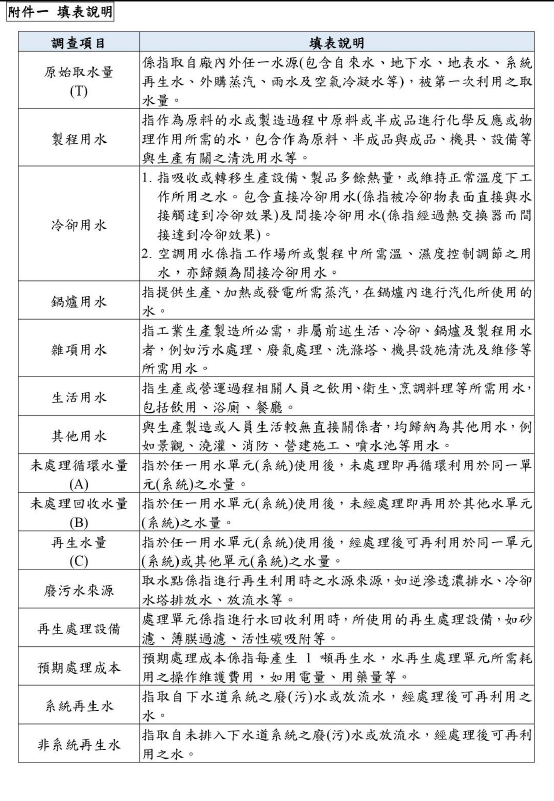 附件一 填表說明
調查項目
填表說明
原始取水量
(T)
係指取自廠內外任一水源(包含自來水、地下水、地表水、系統
再生水、外購蒸汽、雨水及空氣冷凝水等)，被第一次利用之取
水量。
製程用水
指作為原料的水或製造過程中原料或半成品進行化學反應或物
理作用所需的水，包含作為原料、半成品與成品、機具、設備等
與生產有關之清洗用水等。
冷卻用水
1. 指吸收或轉移生產設備、製品多餘熱量，或維持正常溫度下工
作所用之水。包含直接冷卻用水(係指被冷卻物表面直接與水
接觸達到冷卻效果)及間接冷卻用水(係指經過熱交換器而間
接達到冷卻效果)。
2. 空調用水係指工作場所或製程中所需溫、濕度控制調節之用
水，亦歸類為間接冷卻用水。
鍋爐用水
指提供生產、加熱或發電所需蒸汽，在鍋爐內進行汽化所使用的
水。
雜項用水
指工業生產製造所必需，非屬前述生活、冷卻、鍋爐及製程用水
者，例如污水處理、廢氣處理、洗滌塔、機具設施清洗及維修等
所需用水。
生活用水
指生產或營運過程相關人員之飲用、衛生、烹調料理等所需用水，
包括飲用、浴廁、餐廳。
其他用水
與生產製造或人員生活較無直接關係者，均歸納為其他用水，例
如景觀、澆灌、消防、營建施工、噴水池等用水。
未處理循環水量
(A)
指於任一用水單元(系統)使用後，未處理即再循環利用於同一單
元(系統)之水量。
未處理回收水量
(B)
指於任一用水單元(系統)使用後，未經處理即再用於其他水單元
(系統)之水量。
再生水量
(C)
指於任一用水單元(系統)使用後，經處理後可再利用於同一單元
(系統)或其他單元(系統)之水量。
廢污水來源
取水點係指進行再生利用時之水源來源，如逆滲透濃排水、冷卻
水塔排放水、放流水等。
再生處理設備
處理單元係指進行水回收利用時，所使用的再生處理設備，如砂
濾、薄膜過濾、活性碳吸附等。
預期處理成本
預期處理成本係指每產生 1 噸再生水，水再生處理單元所需耗
用之操作維護費用，如用電量、用藥量等。
系統再生水
指取自下水道系統之廢(污)水或放流水，經處理後可再利用之
水。
非系統再生水
指取自未排入下水道系統之廢(污)水或放流水，經處理後可再利
用之水。